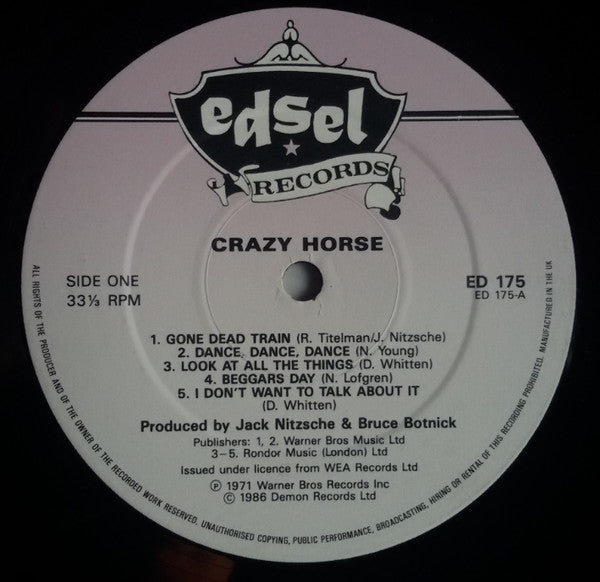 edsel
RECORDS
CRAZY HORSE
SIDE ONE
33⅓ RPM
ED 175
ED 175-A
1. GONE DEAD TRAIN (R. Titelman/J. Nitzsche)
2. DANCE, DANCE, DANCE (N. Young)
3. LOOK AT ALL THE THINGS (D. Whitten)
4. BEGGARS DAY (N. Lofgren)
5. I DON'T WANT TO TALK ABOUT IT
(D. Whitten)
Produced by Jack Nitzsche & Bruce Botnick
Publishers: 1, 2. Warner Bros Music Ltd
3–5. Rondor Music (London) Ltd
Issued under licence from WEA Records Ltd
℗ 1971 Warner Bros Records Inc
© 1986 Demon Records Ltd
ALL RIGHTS OF THE PRODUCER AND OF THE OWNER OF THE RECORDED WORK RESERVED. UNAUTHORISED COPYING, PUBLIC PERFORMANCE, BROADCASTING, HIRING OR RENTAL OF THIS RECORDING PROHIBITED. MANUFACTURED IN THE UK